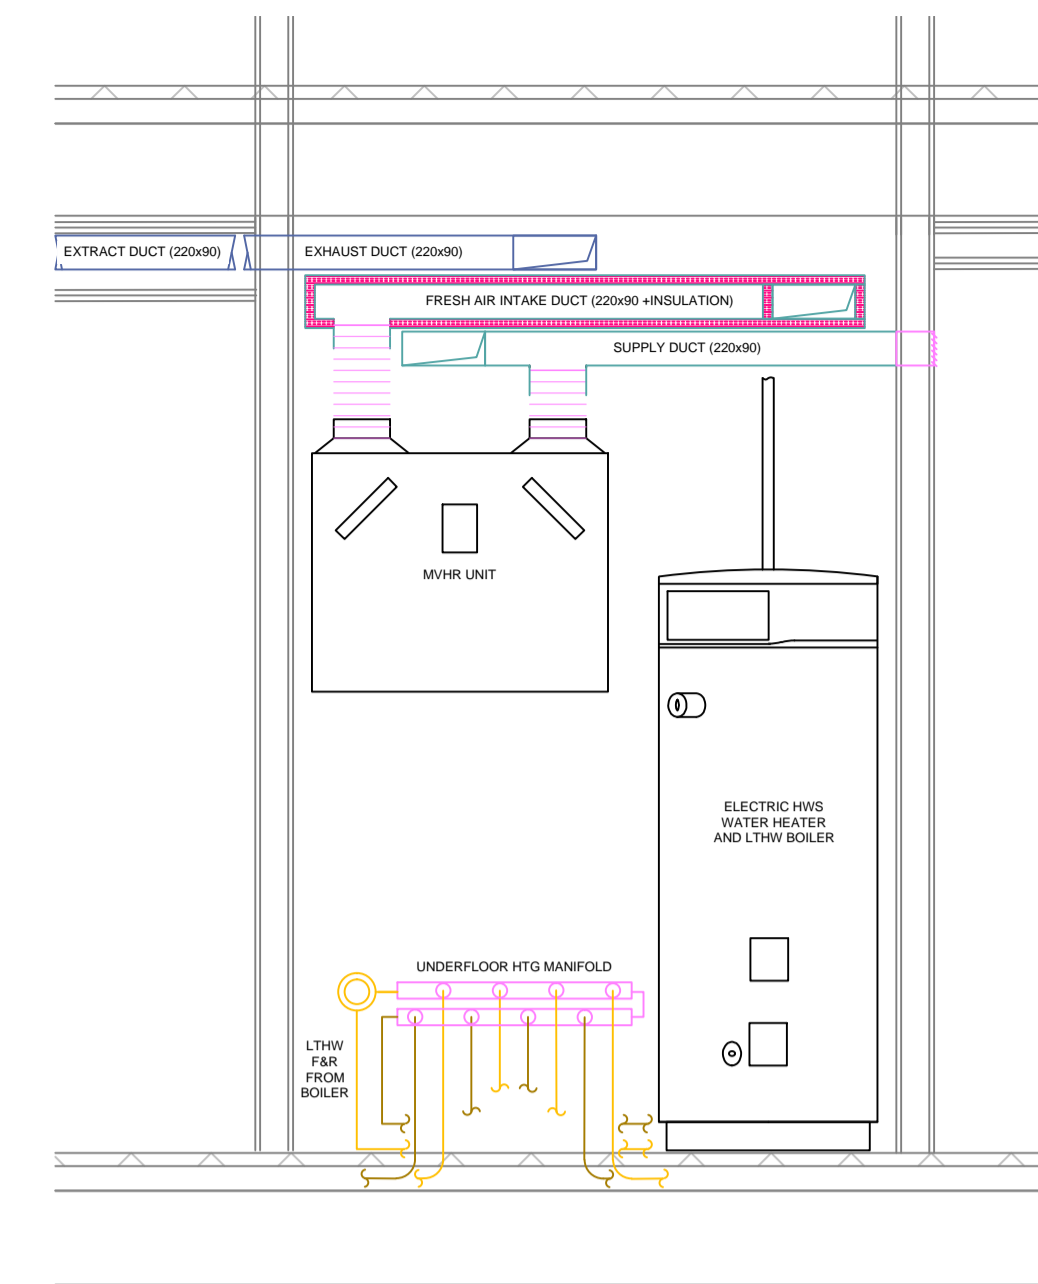 EXTRACT DUCT (220x90)
EXHAUST DUCT (220x90)
FRESH AIR INTAKE DUCT (220x90 +INSULATION)
SUPPLY DUCT (220x90)
MVHR UNIT
ELECTRIC HWS
WATER HEATER
AND LTHW BOILER
UNDERFLOOR HTG MANIFOLD
LTHW
F&R
FROM
BOILER